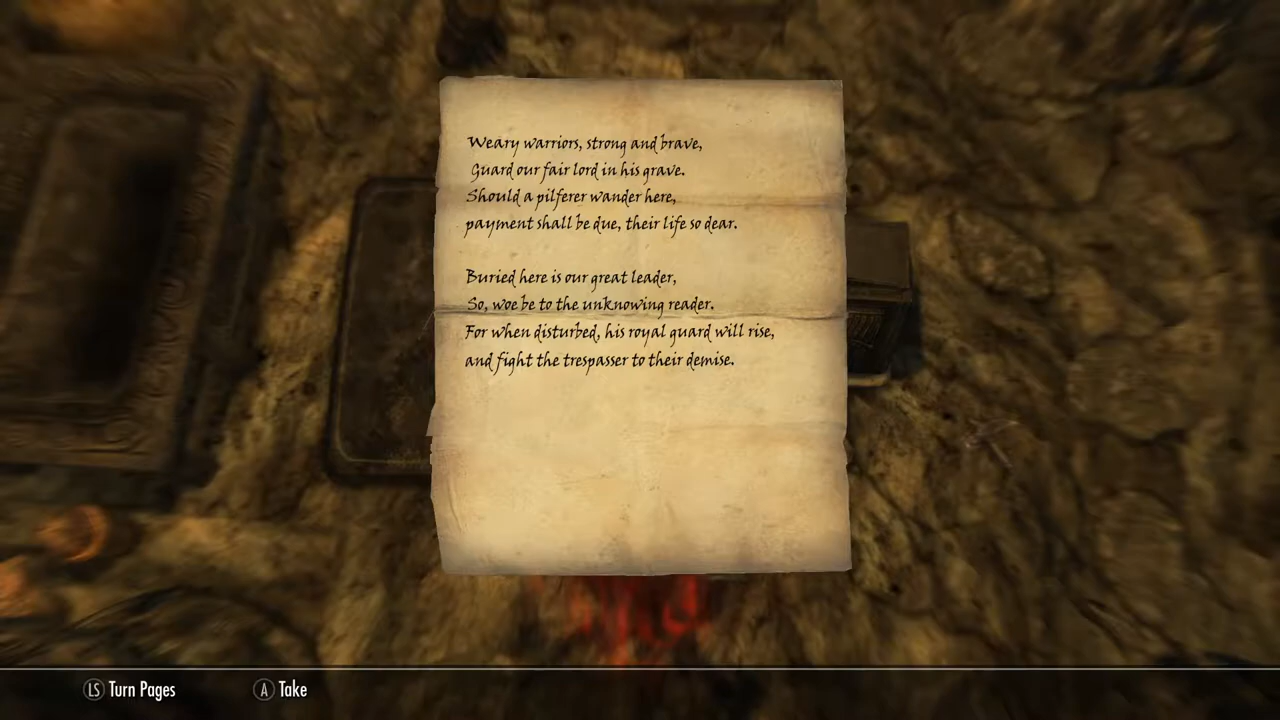 Weary warriors, strong and brave,
Guard our fair lord in his grave.
Should a pilferer wander here,
payment shall be due, their life so dear.
Buried here is our great leader,
So, woe be to the unknowing reader.
For when disturbed, his royal guard will rise,
and fight the trespasser to their demise.
LS Turn Pages
A Take